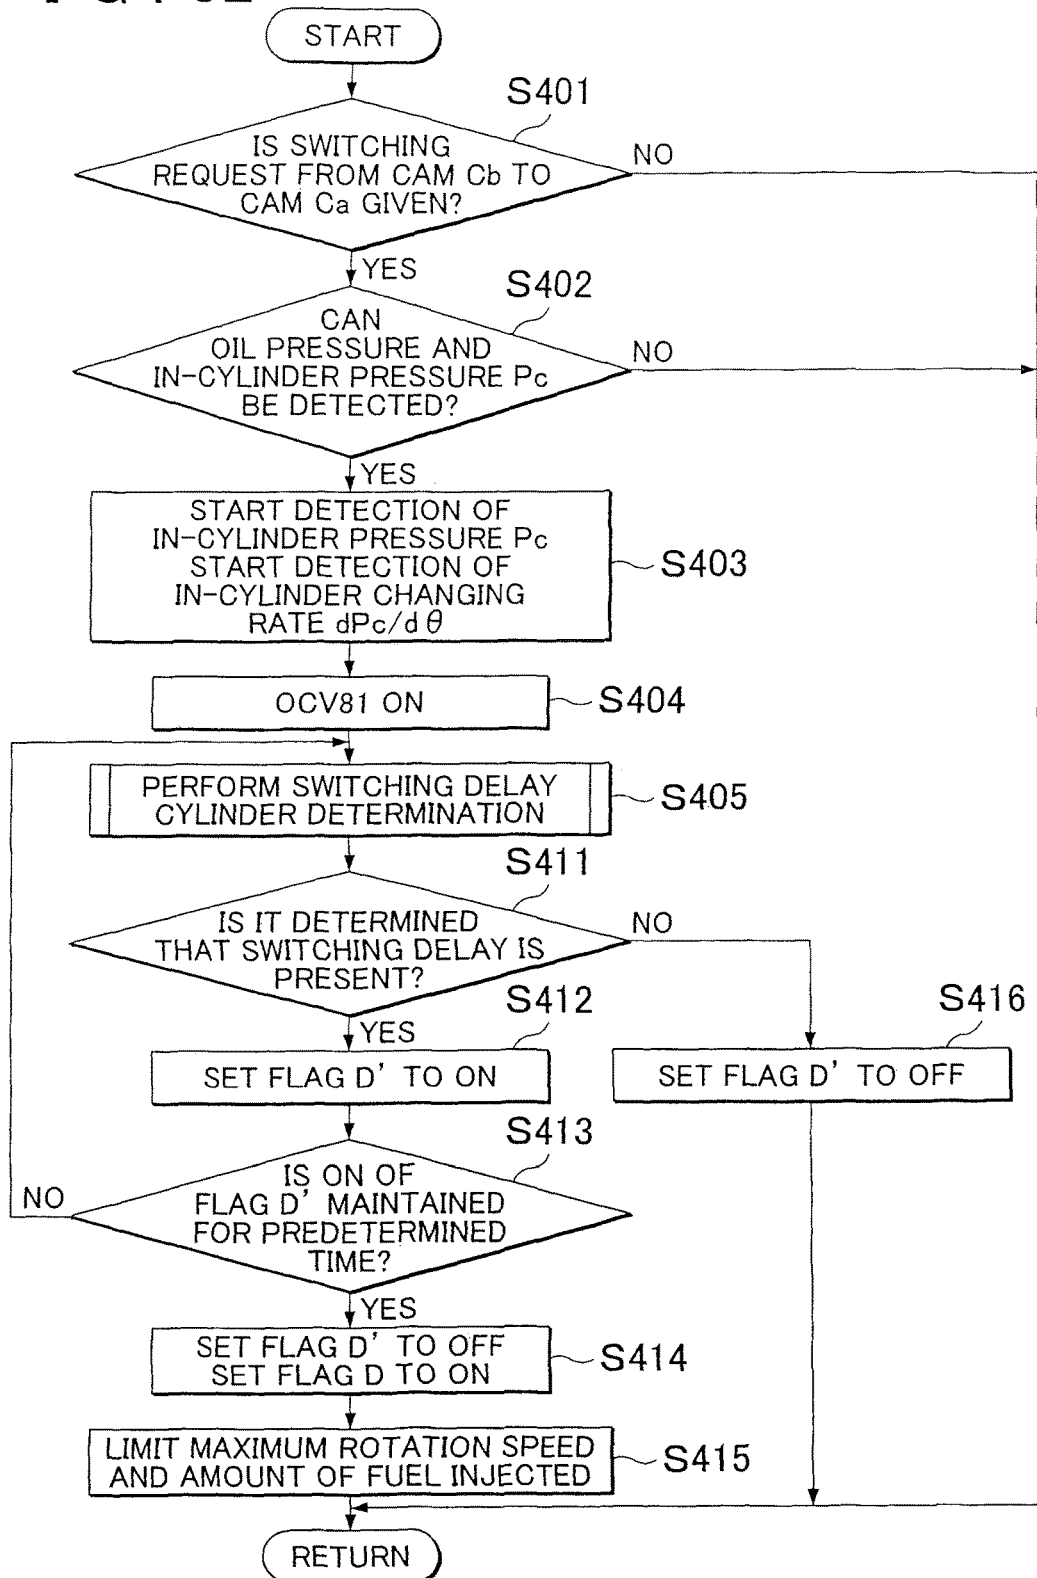 START
S401
IS SWITCHING
REQUEST FROM CAM Cb TO
CAM Ca GIVEN?
NO
YES
S402
CAN
OIL PRESSURE AND
IN-CYLINDER PRESSURE Pc
BE DETECTED?
NO
YES
START DETECTION OF
IN-CYLINDER PRESSURE Pc
START DETECTION OF
IN-CYLINDER CHANGING
RATE dPc/dθ
S403
OCV81 ON
S404
PERFORM SWITCHING DELAY
CYLINDER DETERMINATION
S405
S411
IS IT DETERMINED
THAT SWITCHING DELAY IS
PRESENT?
NO
YES
S412
SET FLAG D' TO ON
S416
SET FLAG D' TO OFF
S413
IS ON OF
FLAG D' MAINTAINED
FOR PREDETERMINED
TIME?
NO
YES
SET FLAG D' TO OFF
SET FLAG D TO ON
S414
LIMIT MAXIMUM ROTATION SPEED
AND AMOUNT OF FUEL INJECTED
S415
RETURN